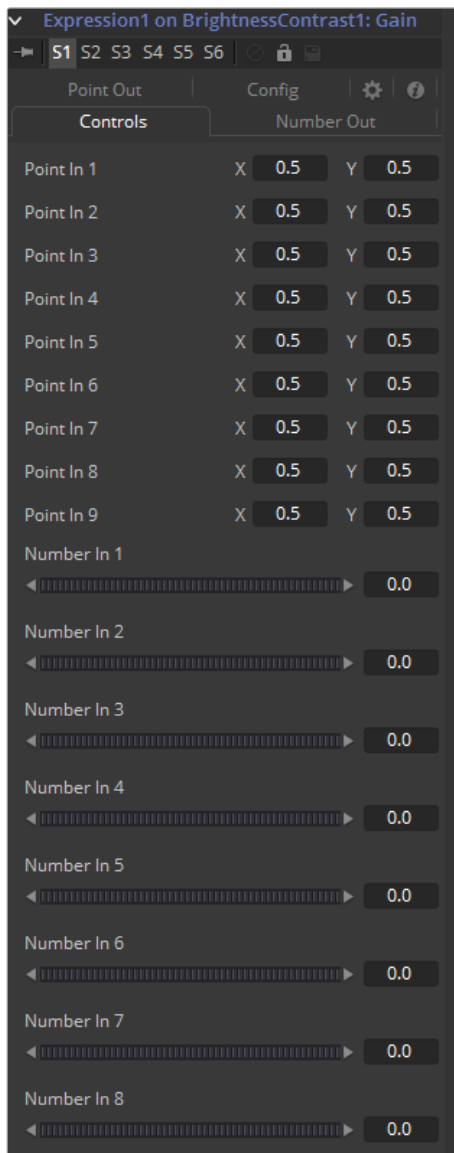 Expression1 on BrightnessContrast1: Gain
S1 S2 S3 S4 S5 S6
Point Out Config
Controls Number Out
Point In 1 X 0.5 Y 0.5
Point In 2 X 0.5 Y 0.5
Point In 3 X 0.5 Y 0.5
Point In 4 X 0.5 Y 0.5
Point In 5 X 0.5 Y 0.5
Point In 6 X 0.5 Y 0.5
Point In 7 X 0.5 Y 0.5
Point In 8 X 0.5 Y 0.5
Point In 9 X 0.5 Y 0.5
Number In 1
0.0
Number In 2
0.0
Number In 3
0.0
Number In 4
0.0
Number In 5
0.0
Number In 6
0.0
Number In 7
0.0
Number In 8
0.0